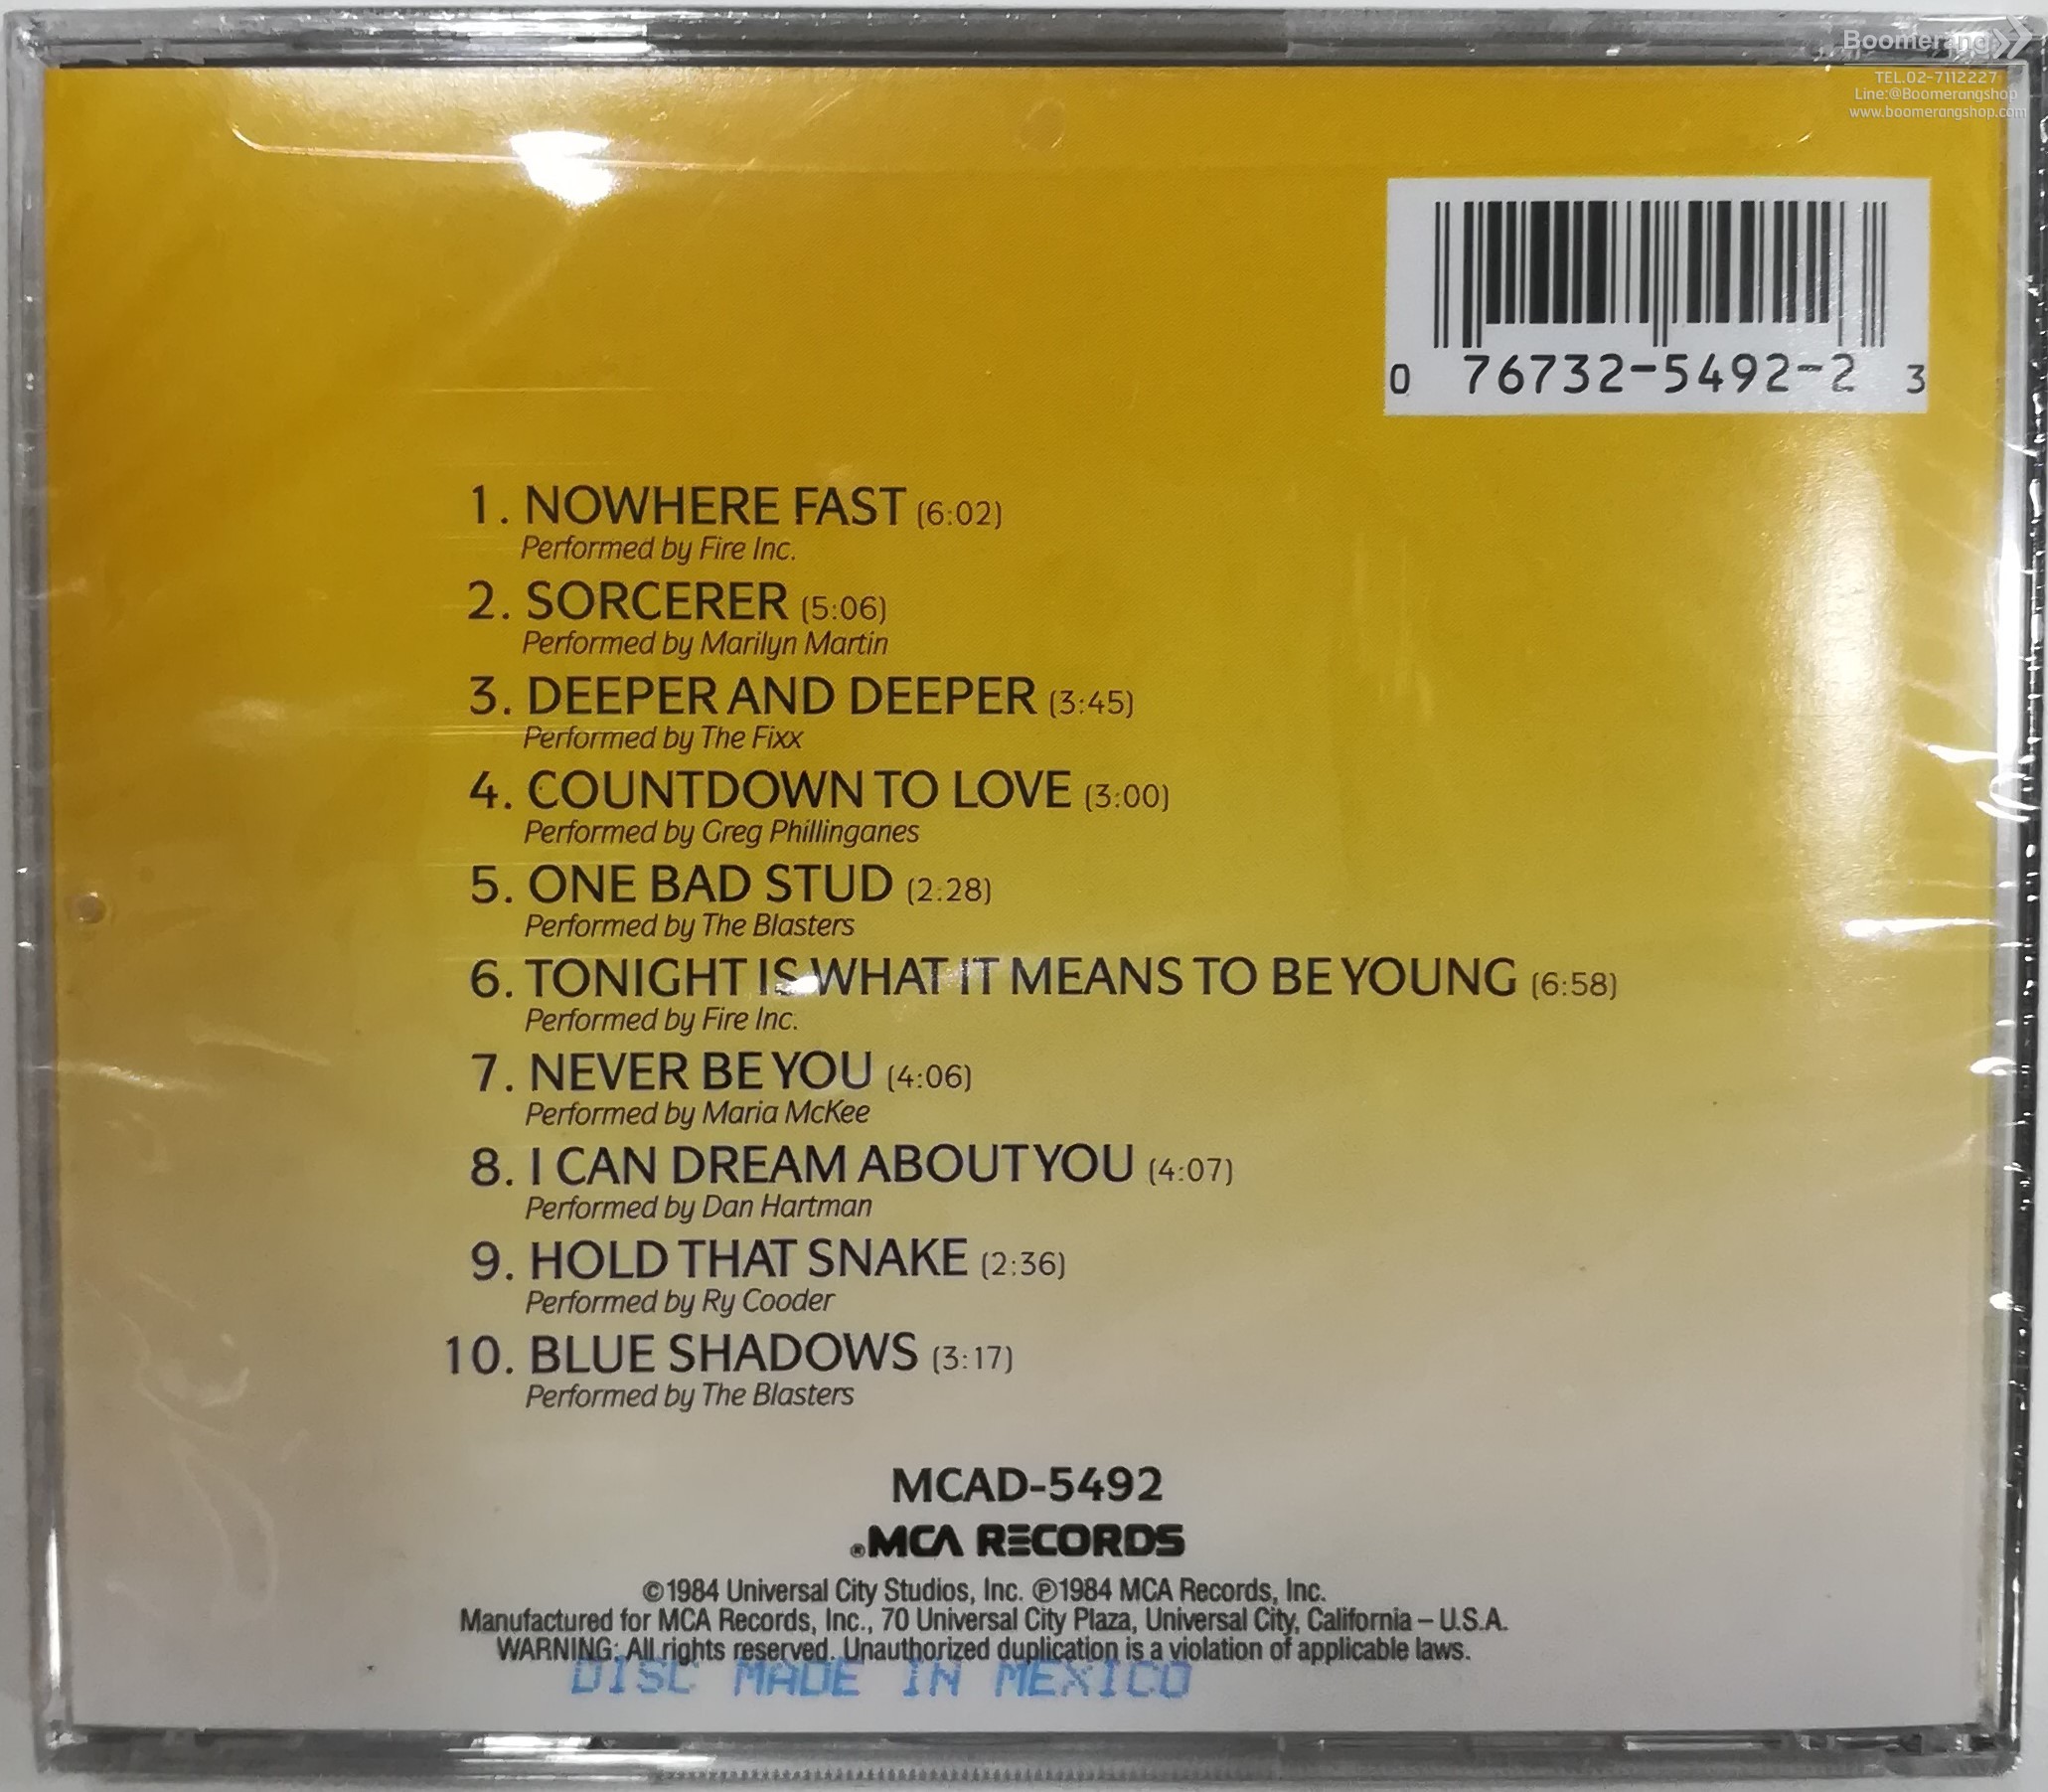 Boomerang
TEL.02-7112227
Line:@Boomerangshop
www.boomerangshop.com
0 76732-5492-2 3
1. NOWHERE FAST (6:02)
Performed by Fire Inc.
2. SORCERER (5:06)
Performed by Marilyn Martin
3. DEEPER AND DEEPER (3:45)
Performed by The Fixx
4. COUNTDOWN TO LOVE (3:00)
Performed by Greg Phillinganes
5. ONE BAD STUD (2:28)
Performed by The Blasters
6. TONIGHT IS WHAT IT MEANS TO BE YOUNG (6:58)
Performed by Fire Inc.
7. NEVER BE YOU (4:06)
Performed by Maria McKee
8. I CAN DREAM ABOUT YOU (4:07)
Performed by Dan Hartman
9. HOLD THAT SNAKE (2:36)
Performed by Ry Cooder
10. BLUE SHADOWS (3:17)
Performed by The Blasters
MCAD-5492
®MCA RECORDS
©1984 Universal City Studios, Inc. ℗1984 MCA Records, Inc.
Manufactured for MCA Records, Inc., 70 Universal City Plaza, Universal City, California – U.S.A.
WARNING: All rights reserved. Unauthorized duplication is a violation of applicable laws.
DISC MADE IN MEXICO